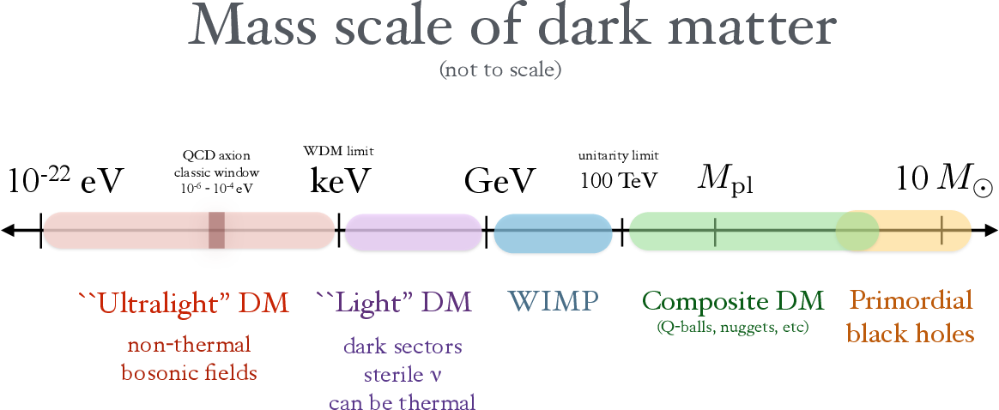 Mass scale of dark matter
(not to scale)
10⁻²² eV
QCD axion
classic window
10⁻⁶ - 10⁻⁴ eV
WDM limit
keV
GeV
unitarity limit
100 TeV
Mpl
10 M⊙
``Ultralight” DM
non-thermal
bosonic fields
``Light” DM
dark sectors
sterile ν
can be thermal
WIMP
Composite DM
(Q-balls, nuggets, etc)
Primordial
black holes